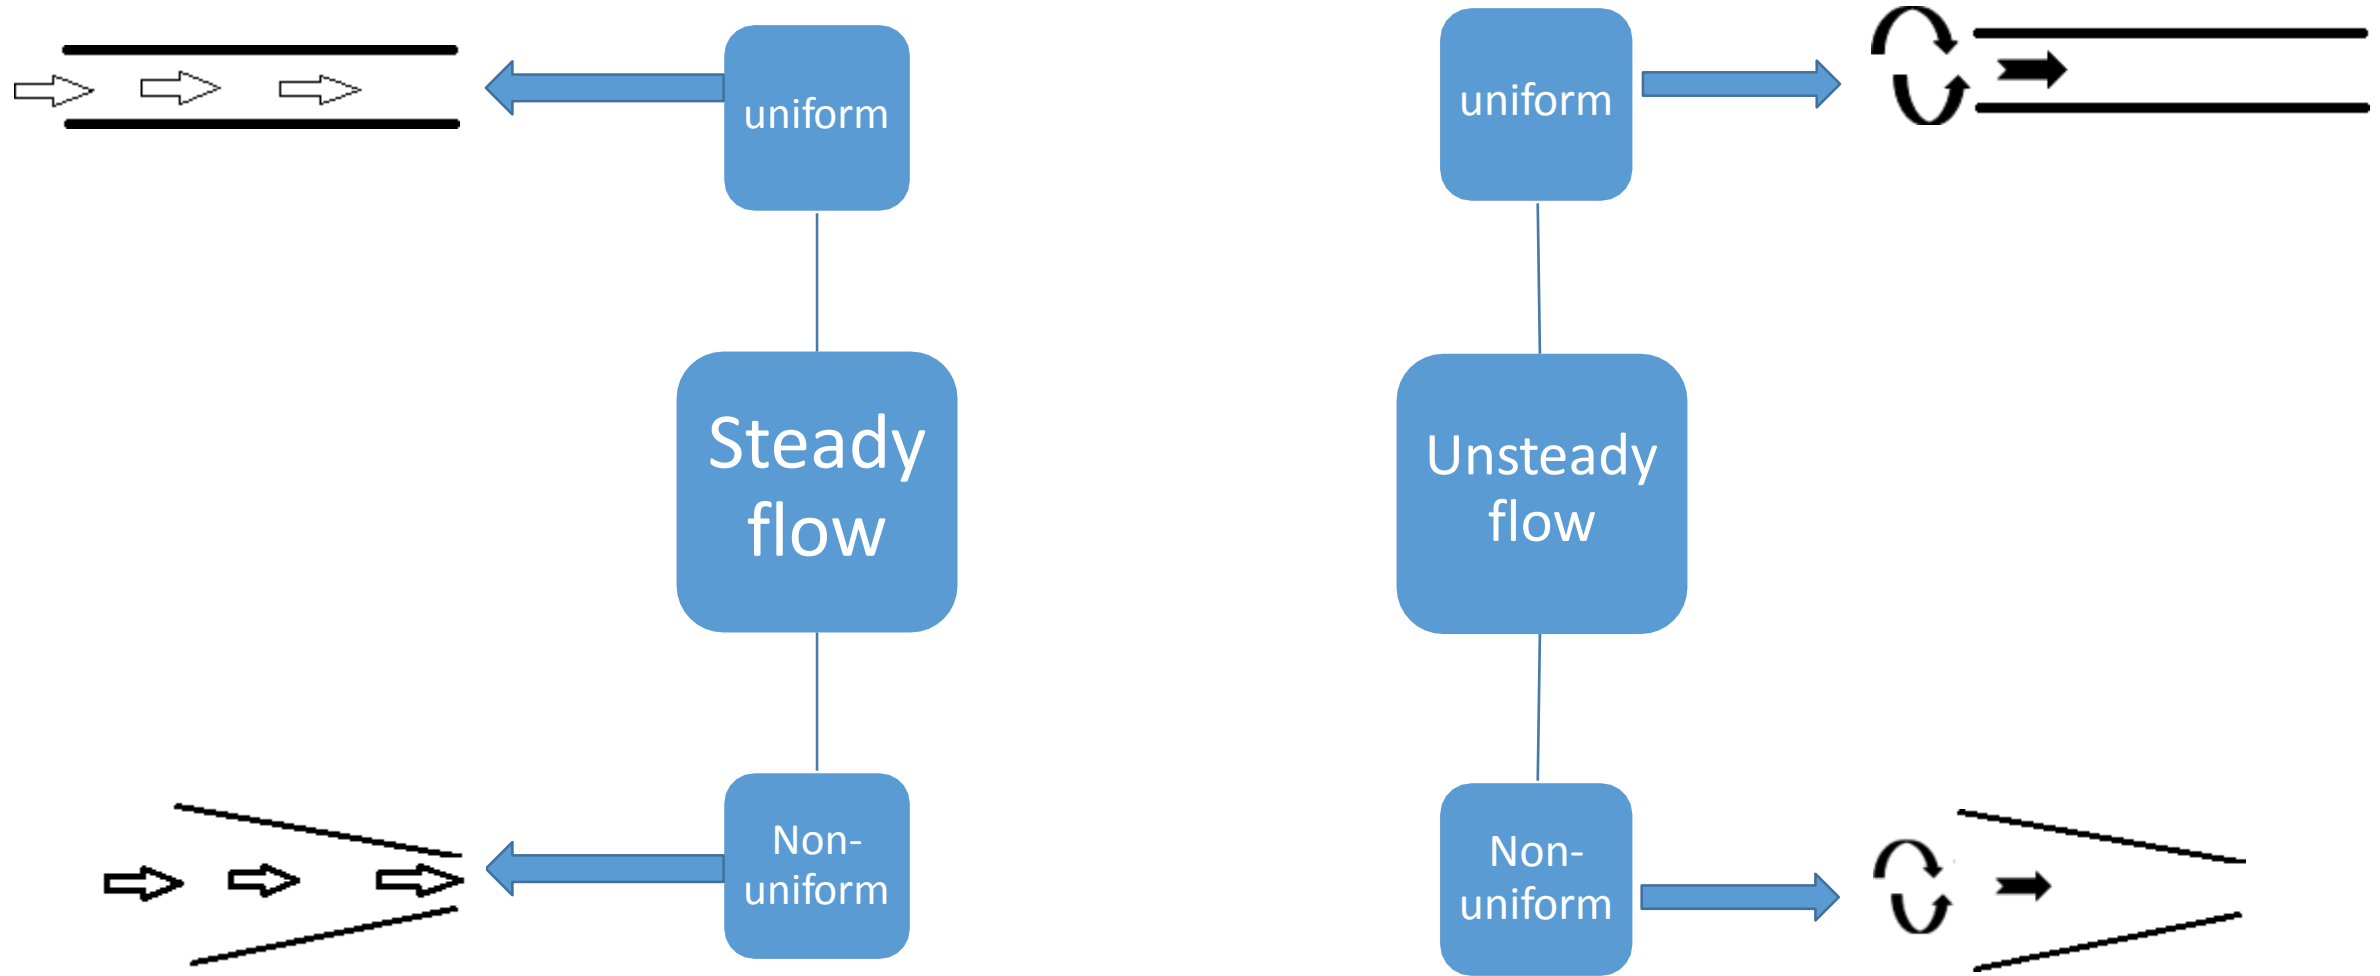 uniform
Steady
flow
Non-
uniform
uniform
Unsteady
flow
Non-
uniform